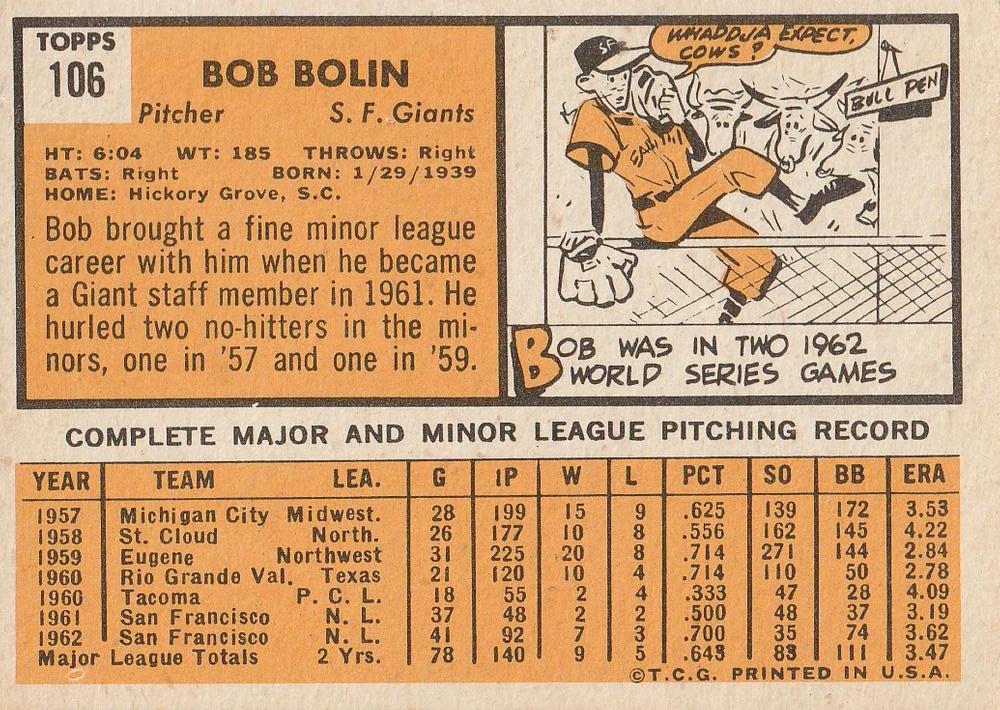 TOPPS
106
BOB BOLIN
Pitcher S. F. Giants
HT: 6:04 WT: 185 THROWS: Right
BATS: Right BORN: 1/29/1939
HOME: Hickory Grove, S.C.
Bob brought a fine minor league
career with him when he became
a Giant staff member in 1961. He
hurled two no-hitters in the mi-
nors, one in '57 and one in '59.
WHADDJA EXPECT,
COWS?
SF
BULL PEN
BOB WAS IN TWO 1962
WORLD SERIES GAMES
COMPLETE MAJOR AND MINOR LEAGUE PITCHING RECORD
YEAR TEAM LEA. G IP W L PCT SO BB ERA
1957 Michigan City Midwest. 28 199 15 9 .625 139 172 3.53
1958 St. Cloud North. 26 177 10 8 .556 162 145 4.22
1959 Eugene Northwest 31 225 20 8 .714 271 144 2.84
1960 Rio Grande Val. Texas 21 120 10 4 .714 110 50 2.78
1960 Tacoma P. C. L. 18 55 2 4 .333 47 28 4.09
1961 San Francisco N. L. 37 48 2 2 .500 48 37 3.19
1962 San Francisco N. L. 41 92 7 3 .700 35 74 3.62
Major League Totals 2 Yrs. 78 140 9 5 .643 83 111 3.47
©T.C.G. PRINTED IN U.S.A.